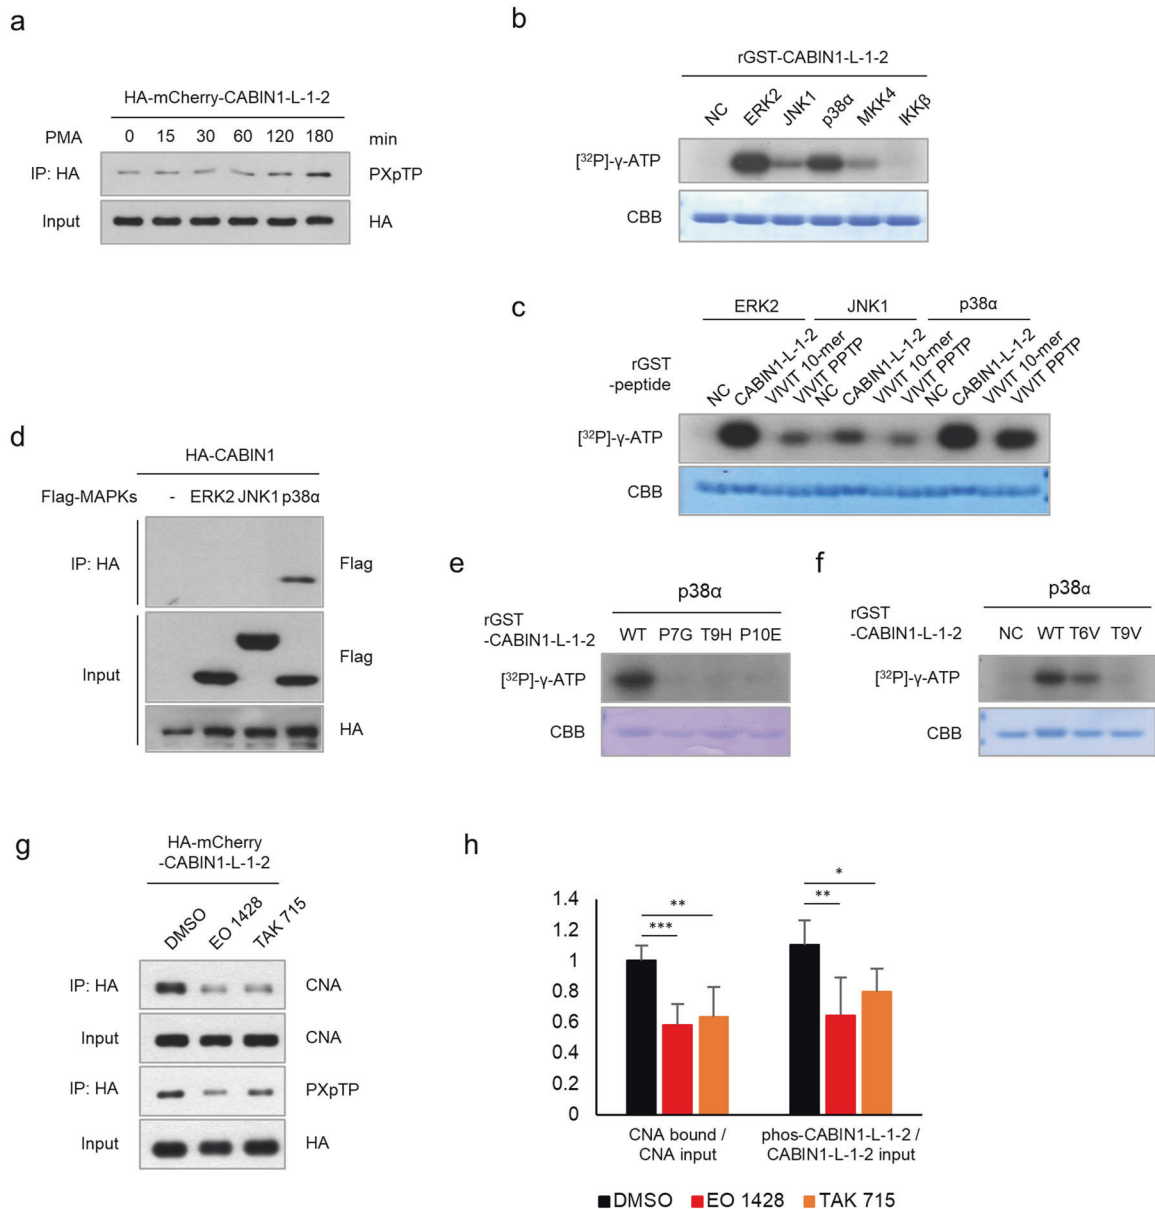 a
HA-mCherry-CABIN1-L-1-2
PMA 0 15 30 60 120 180 min
IP: HA PXpTP
Input HA
b
rGST-CABIN1-L-1-2
NC ERK2 JNK1 p38α MKK4 IKKβ
[³²P]-γ-ATP
CBB
c
ERK2 JNK1 p38α
rGST
-peptide
NC CABIN1-L-1-2 VIVIT 10-mer VIVIT PPTP NC CABIN1-L-1-2 VIVIT 10-mer VIVIT PPTP NC CABIN1-L-1-2 VIVIT 10-mer VIVIT PPTP
[³²P]-γ-ATP
CBB
d
HA-CABIN1
Flag-MAPKs - ERK2 JNK1 p38α
IP: HA Flag
Input Flag
HA
e
p38α
rGST
-CABIN1-L-1-2
WT P7G T9H P10E
[³²P]-γ-ATP
CBB
f
p38α
rGST
-CABIN1-L-1-2
NC WT T6V T9V
[³²P]-γ-ATP
CBB
g
HA-mCherry
-CABIN1-L-1-2
DMSO EO 1428 TAK 715
IP: HA CNA
Input CNA
IP: HA PXpTP
Input HA
h
1.4
1.2
1
0.8
0.6
0.4
0.2
0
** 
***
*
**
CNA bound /
CNA input
phos-CABIN1-L-1-2 /
CABIN1-L-1-2 input
DMSO EO 1428 TAK 715